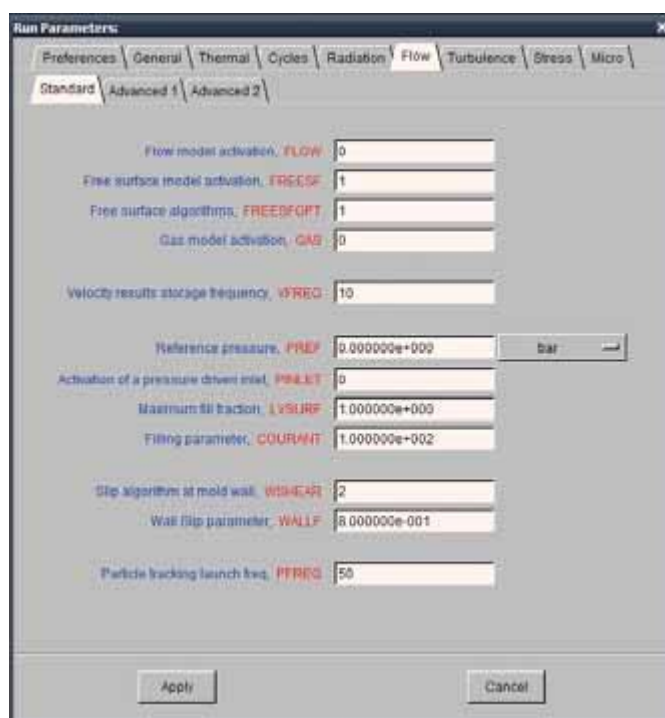 Run Parameters:
Preferences General Thermal Cycles Radiation Flow Turbulence Stress Micro
Standard Advanced 1 Advanced 2
Flow model activation, FLOW 0
Free surface model activation, FREESF 1
Free surface algorithms, FREESFOPT 1
Gas model activation, GAS 0
Velocity results storage frequency, VFREQ 10
Reference pressure, PREF 0.000000e+000 bar
Activation of a pressure driven inlet, PINLET 0
Maximum fill fraction, LVSURF 1.000000e+000
Filling parameter, COURANT 1.000000e+002
Slip algorithm at mold wall, WSHEAR 2
Wall Slip parameter, WALLF 8.000000e-001
Particle tracking launch freq, PFREQ 50
Apply Cancel